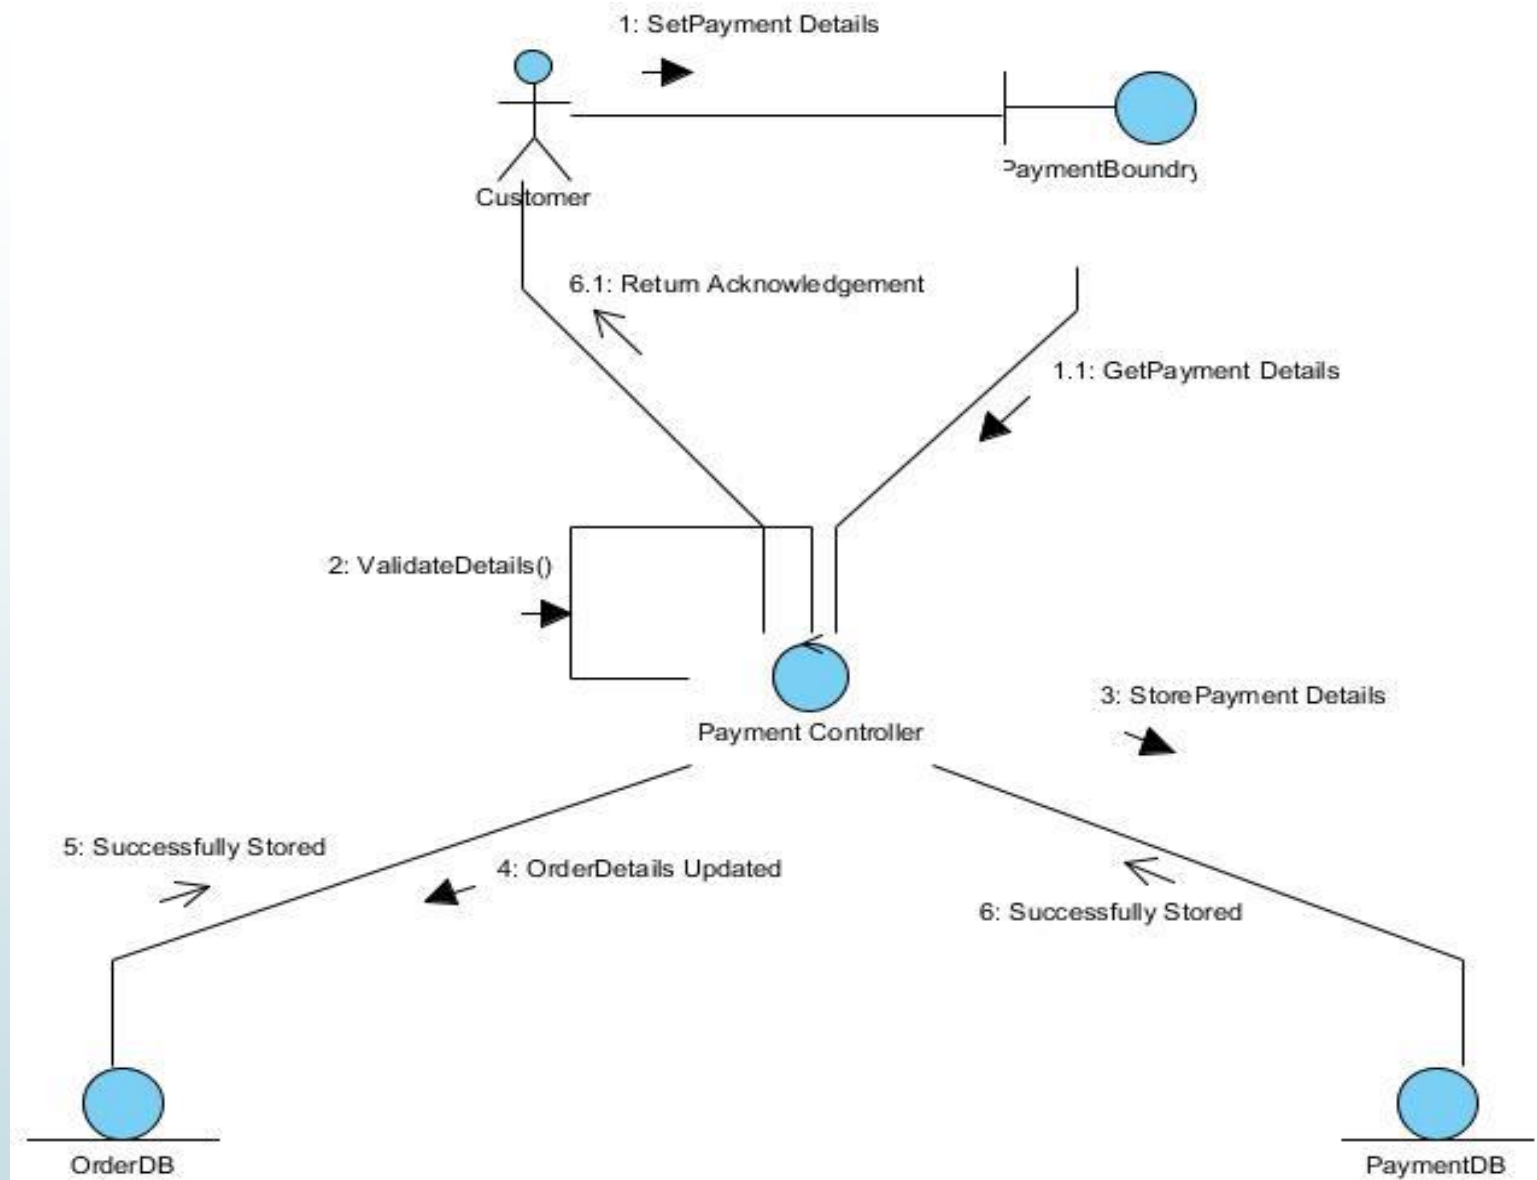 1: SetPayment Details
PaymentBoundry
Customer
6.1: Return Acknowledgement
1.1: GetPayment Details
2: ValidateDetails()
3: StorePayment Details
Payment Controller
5: Successfully Stored
4: OrderDetails Updated
6: Successfully Stored
OrderDB
PaymentDB